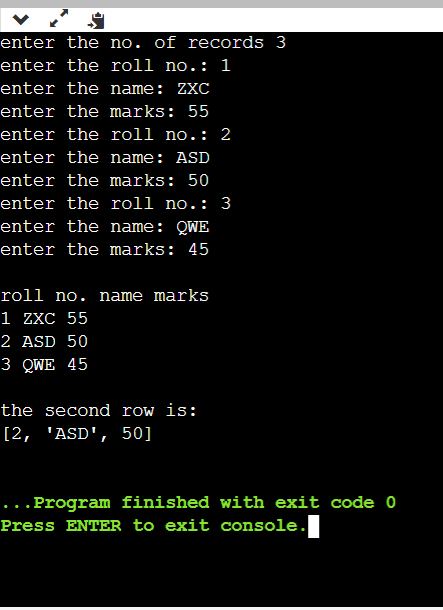 enter the no. of records 3
enter the roll no.: 1
enter the name: ZXC
enter the marks: 55
enter the roll no.: 2
enter the name: ASD
enter the marks: 50
enter the roll no.: 3
enter the name: QWE
enter the marks: 45
roll no. name marks
1 ZXC 55
2 ASD 50
3 QWE 45
the second row is:
[2, 'ASD', 50]
...Program finished with exit code 0
Press ENTER to exit console.